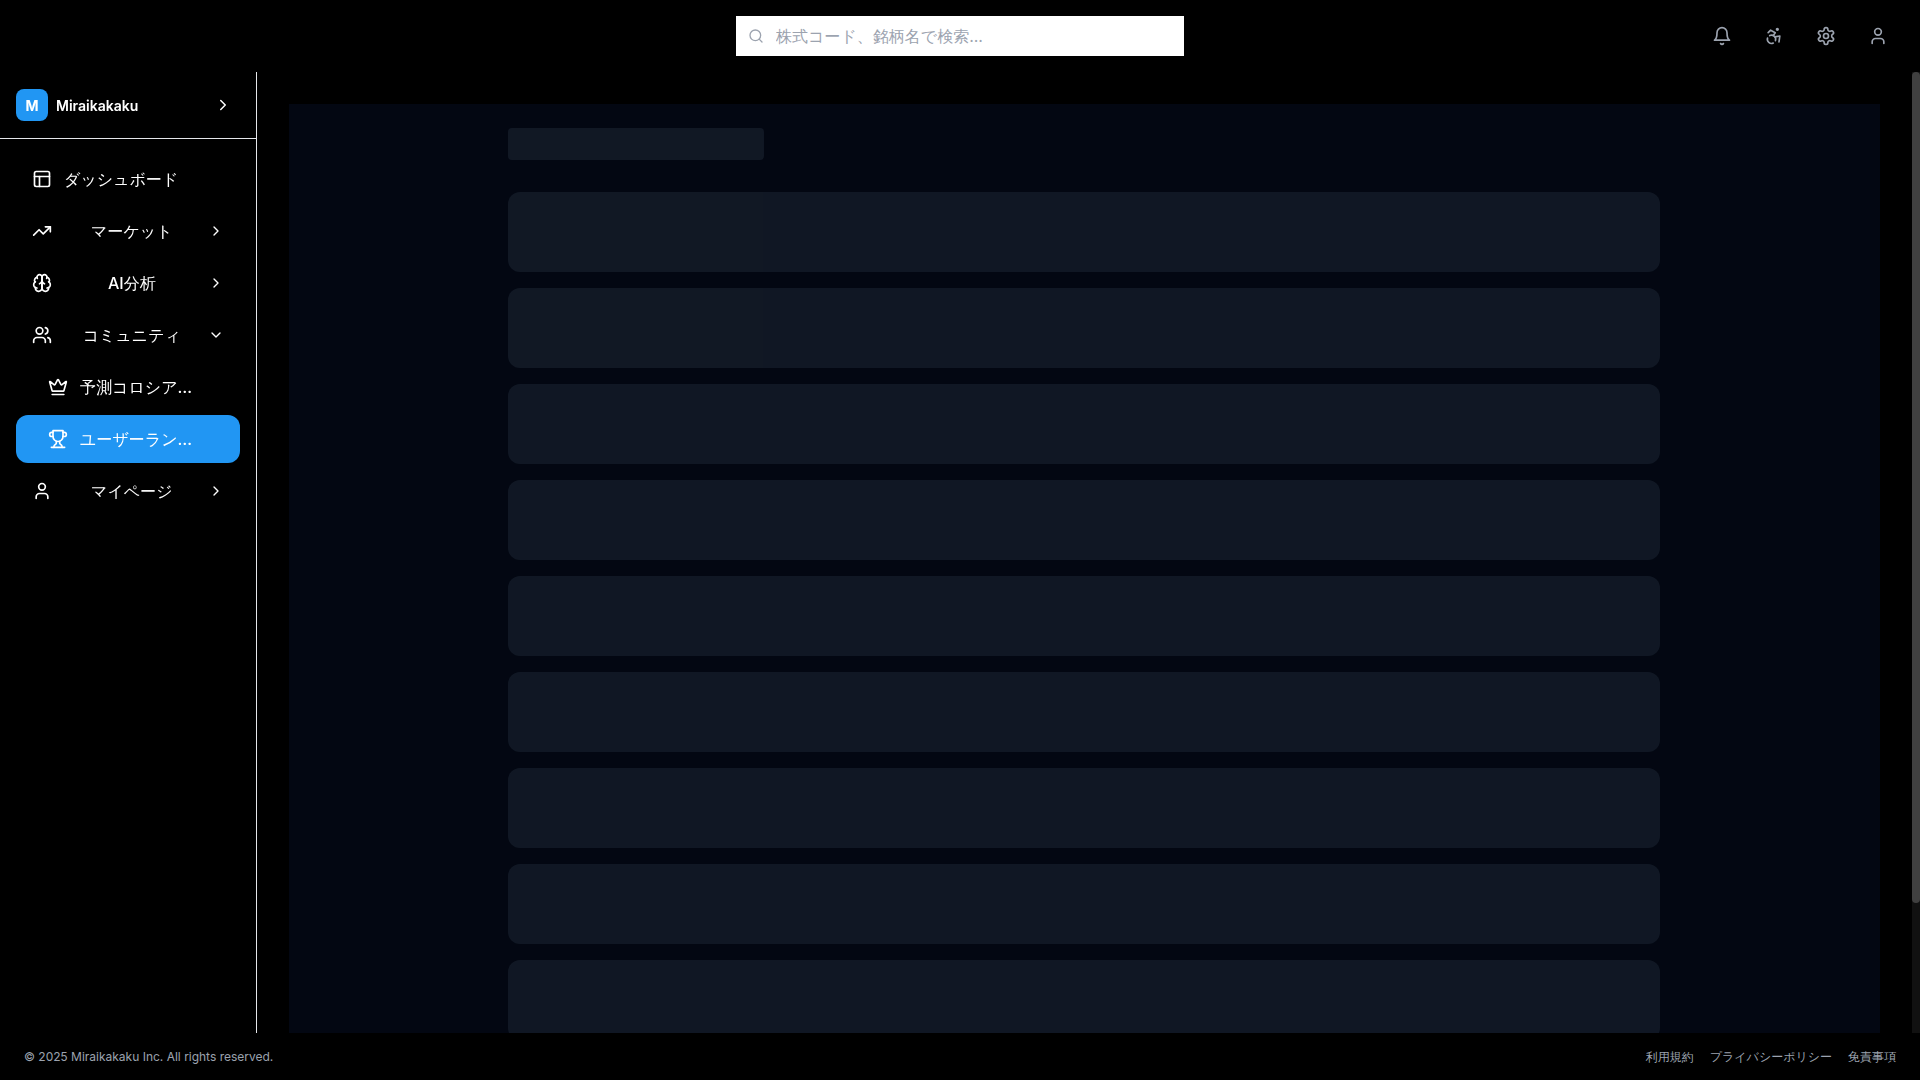 株式コード、銘柄名で検索...
M Miraikakaku
ダッシュボード
マーケット
AI分析
コミュニティ
予測コロシア...
ユーザーラン...
マイページ
© 2025 Miraikakaku Inc. All rights reserved.
利用規約 プライバシーポリシー 免責事項